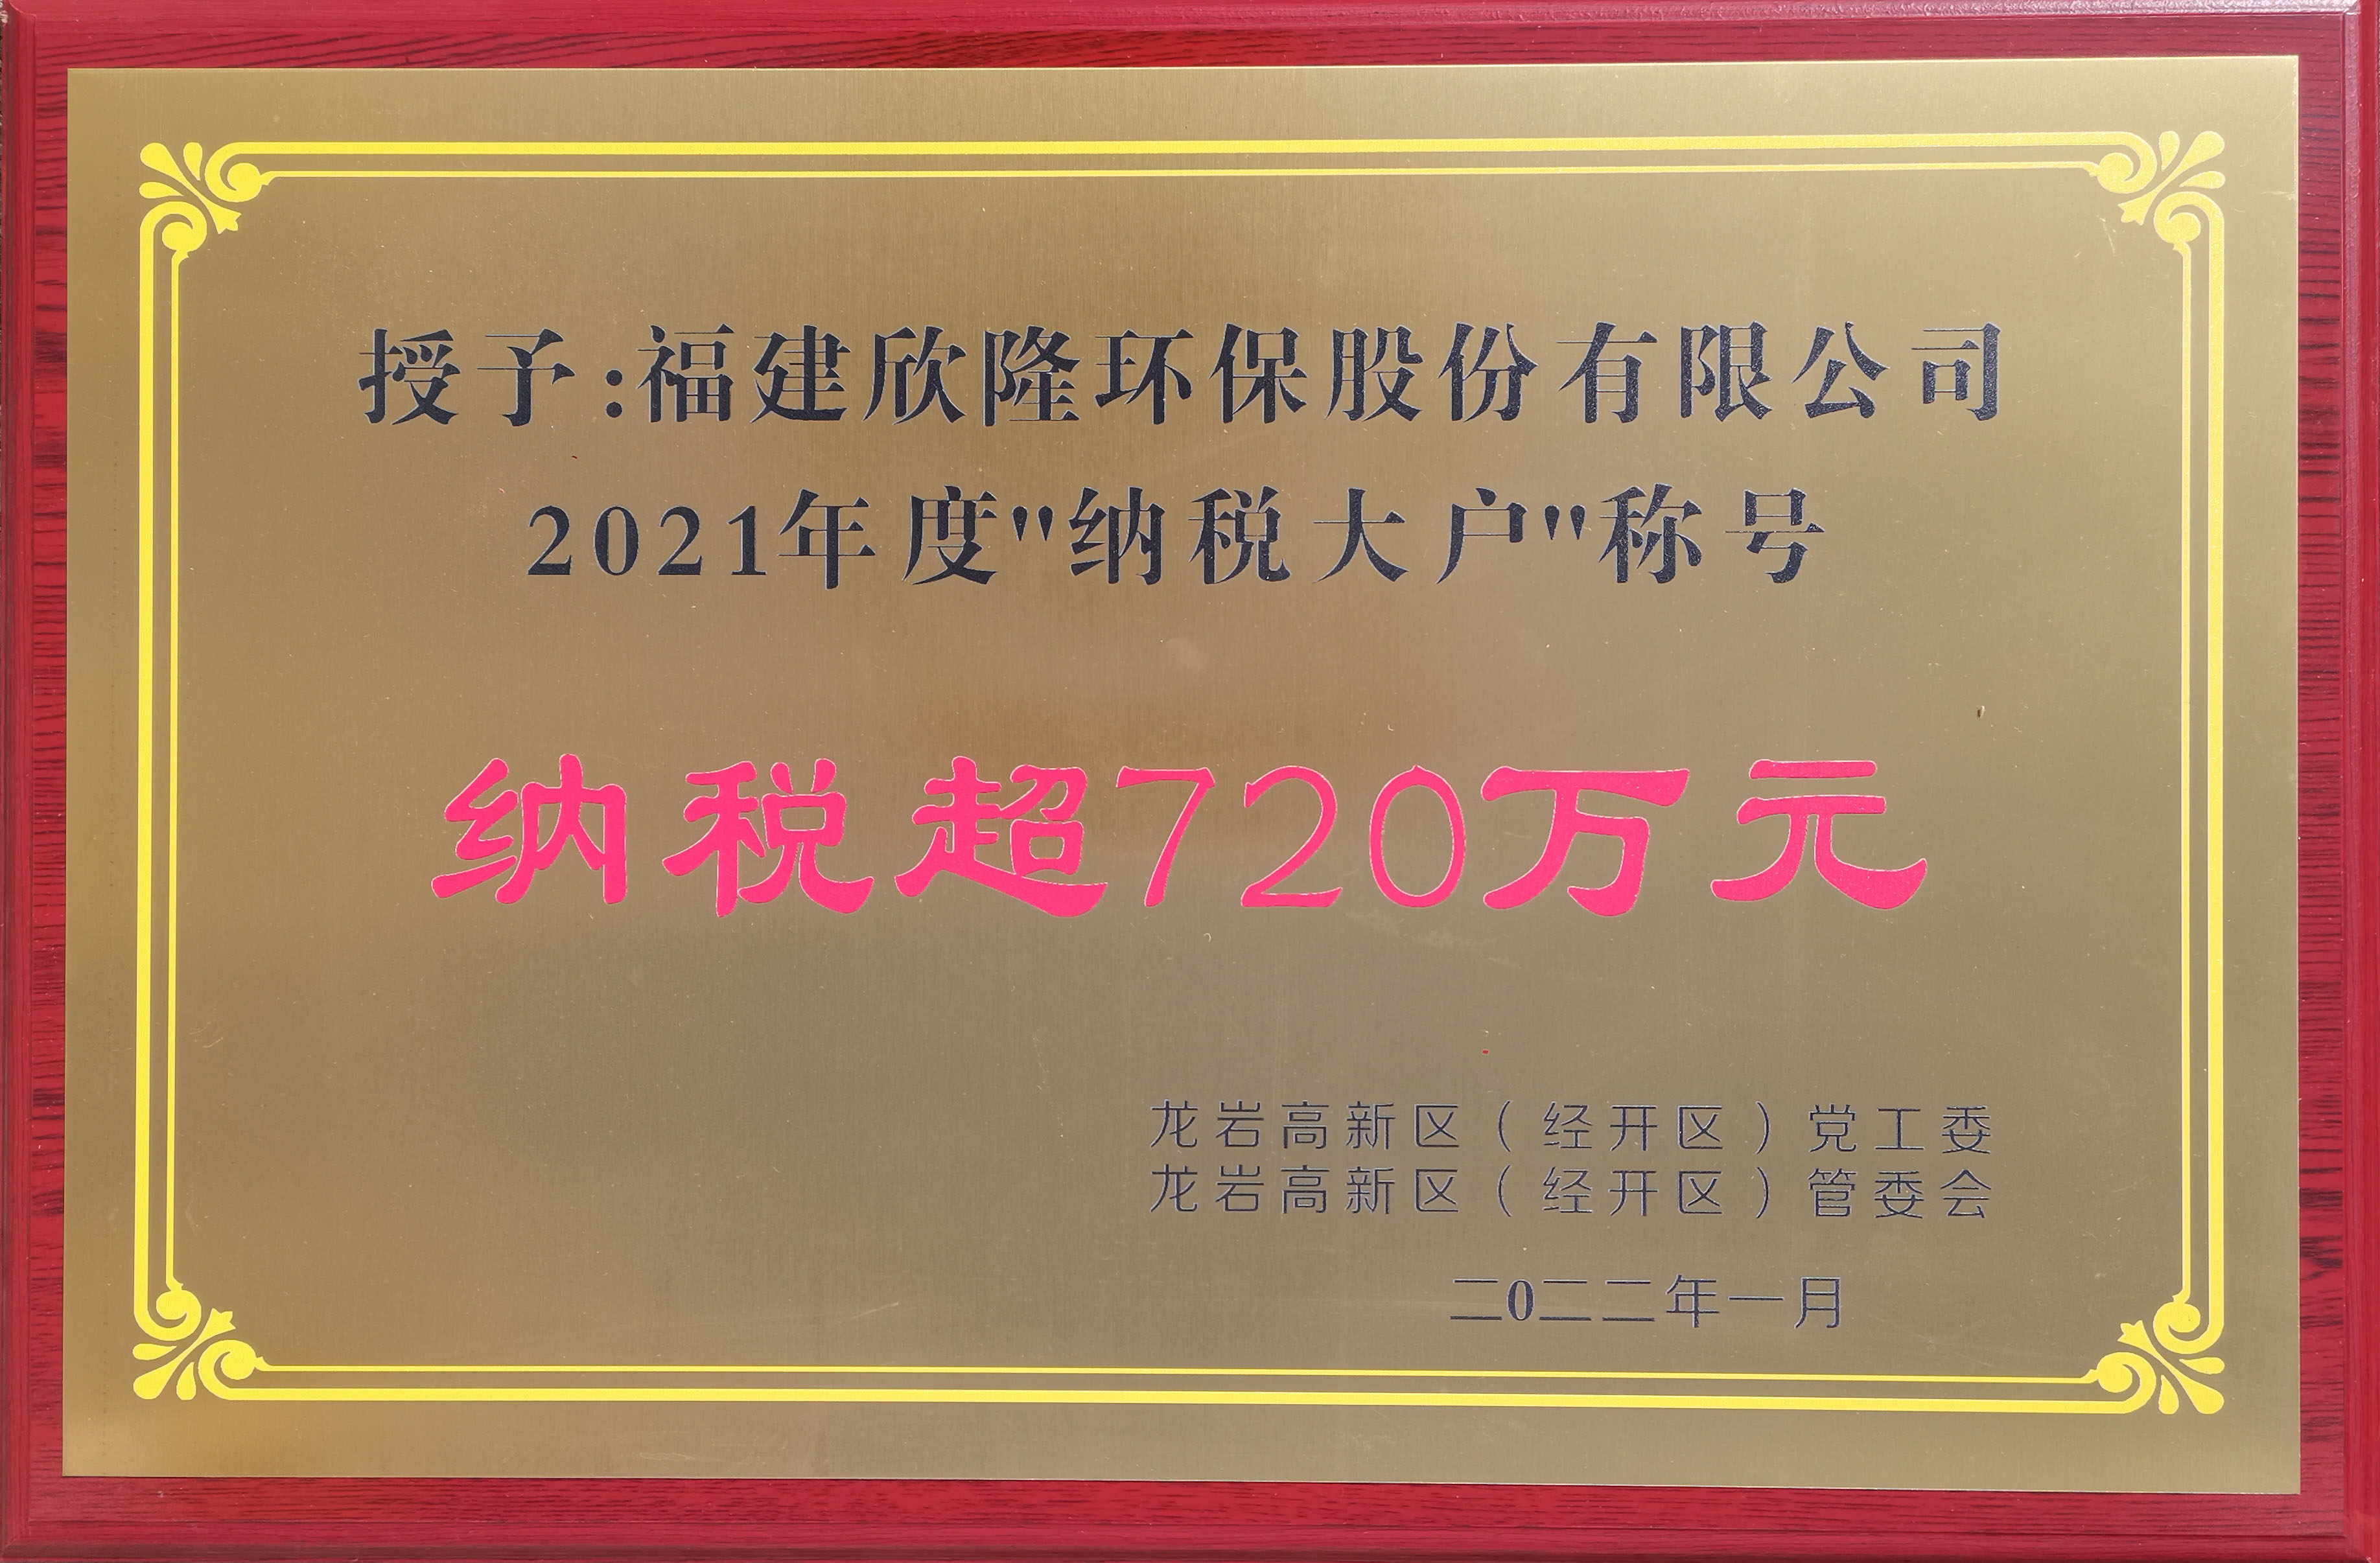 授予:福建欣隆环保股份有限公司
2021年度"纳税大户"称号
纳税超720万元
龙岩高新区(经开区)党工委
龙岩高新区(经开区)管委会
二0二二年一月